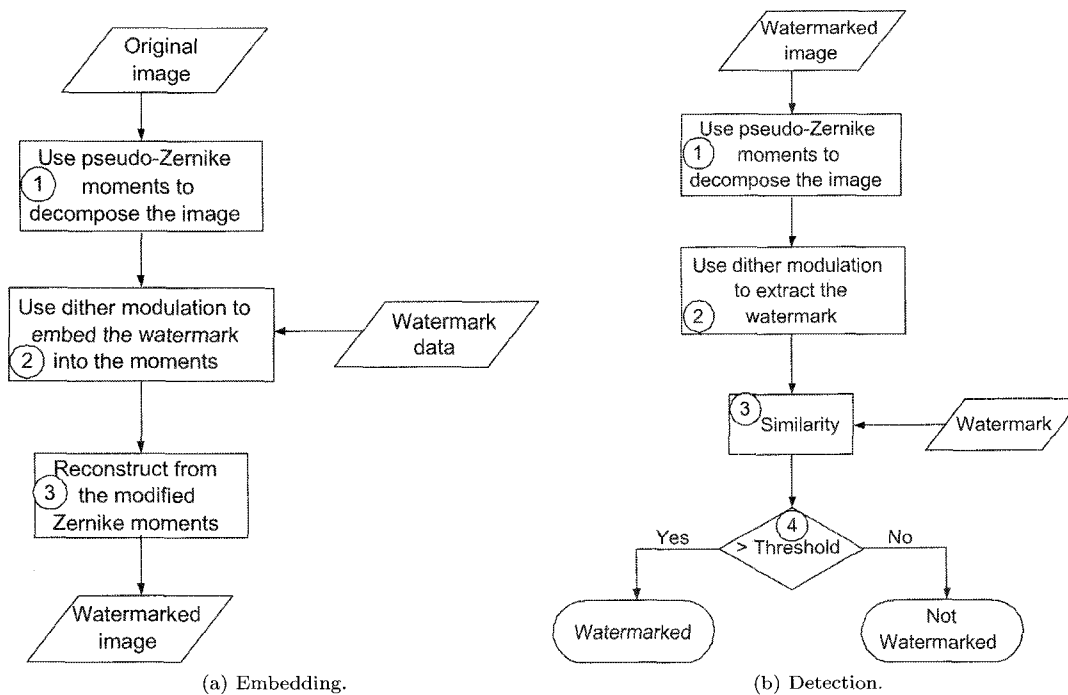 Original
image
Use pseudo-Zernike
1
moments to
decompose the image
Use dither modulation to
embed the watermark
2
into the moments
Watermark
data
Reconstruct from
3
the modified
Zernike moments
Watermarked
image
(a) Embedding.
Watermarked
image
Use pseudo-Zernike
1
moments to
decompose the image
Use dither modulation
to extract the
2
watermark
3
Similarity
Watermark
4
> Threshold
Yes
No
Watermarked
Not
Watermarked
(b) Detection.